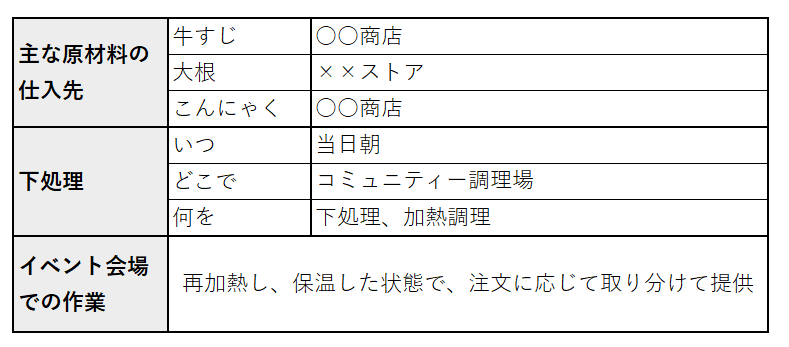 主な原材料の
仕入先
牛すじ
〇〇商店
大根
××ストア
こんにゃく
〇〇商店
下処理
いつ
当日朝
どこで
コミュニティー調理場
何を
下処理、加熱調理
イベント会場
での作業
再加熱し、保温した状態で、注文に応じて取り分けて提供